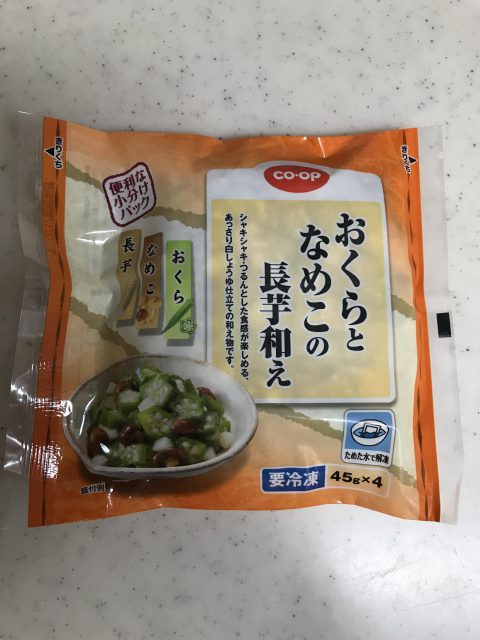 きりくち
きりくち
便利な
小分け
パック
CO・OP
おくらと
なめこの
長芋和え
シャキシャキ・つるんとした食感が楽しめる、
あっさり白しょうゆ仕立ての和え物です。
おくら
なめこ
長芋
ためた水で解凍
盛付例
要冷凍
45g×4